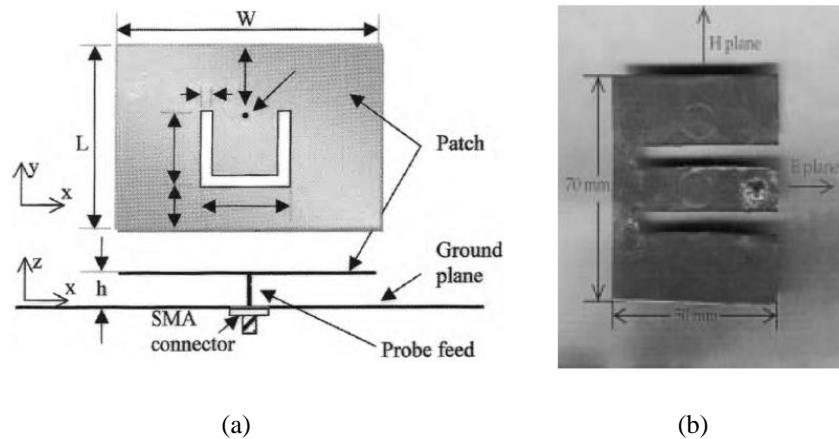 W
L
y
x
Patch
Ground
plane
z
x
h
SMA
connector
Probe feed
(a)
H plane
70 mm
E plane
50 mm
(b)